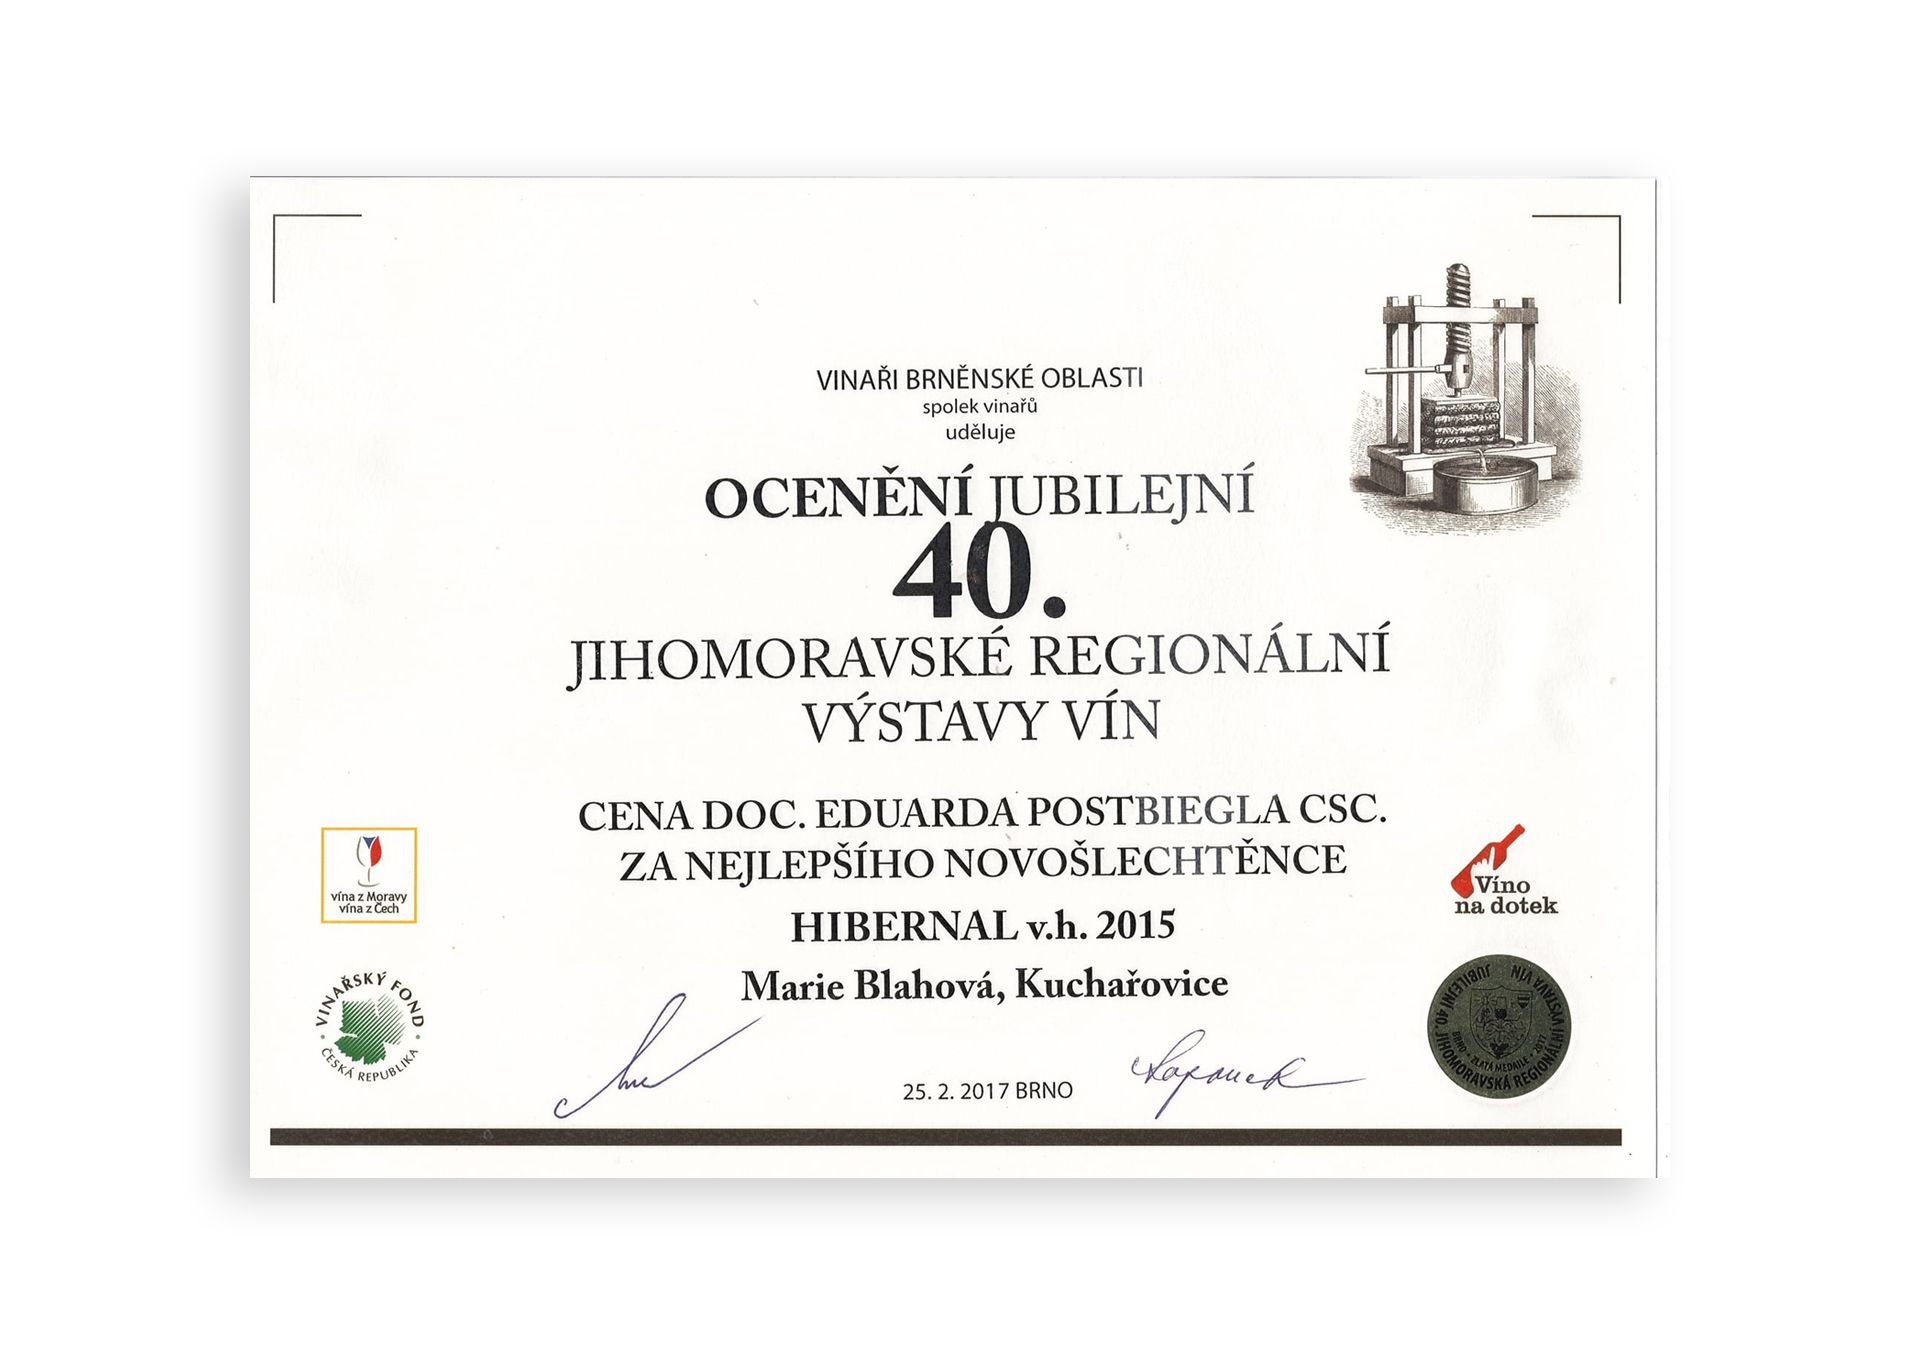 VINAŘI BRNĚNSKÉ OBLASTI
spolek vinařů
uděluje
OCENĚNÍ JUBILEJNÍ
40.
JIHOMORAVSKÉ REGIONÁLNÍ
VÝSTAVY VÍN
CENA DOC. EDUARDA POSTBIEGLA CSC.
ZA NEJLEPŠÍHO NOVOŠLECHTĚNCE
HIBERNAL v.h. 2015
Marie Blahová, Kuchařovice
25. 2. 2017 BRNO
vína z Moravy
vína z Čech
VINAŘSKÝ FOND
ČESKÁ REPUBLIKA
Víno
na dotek
JUBILEJNÍ 40. JIHOMORAVSKÁ REGIONÁLNÍ VÝSTAVA VÍN
BRNO • ZLATÁ MEDAILE • 2017